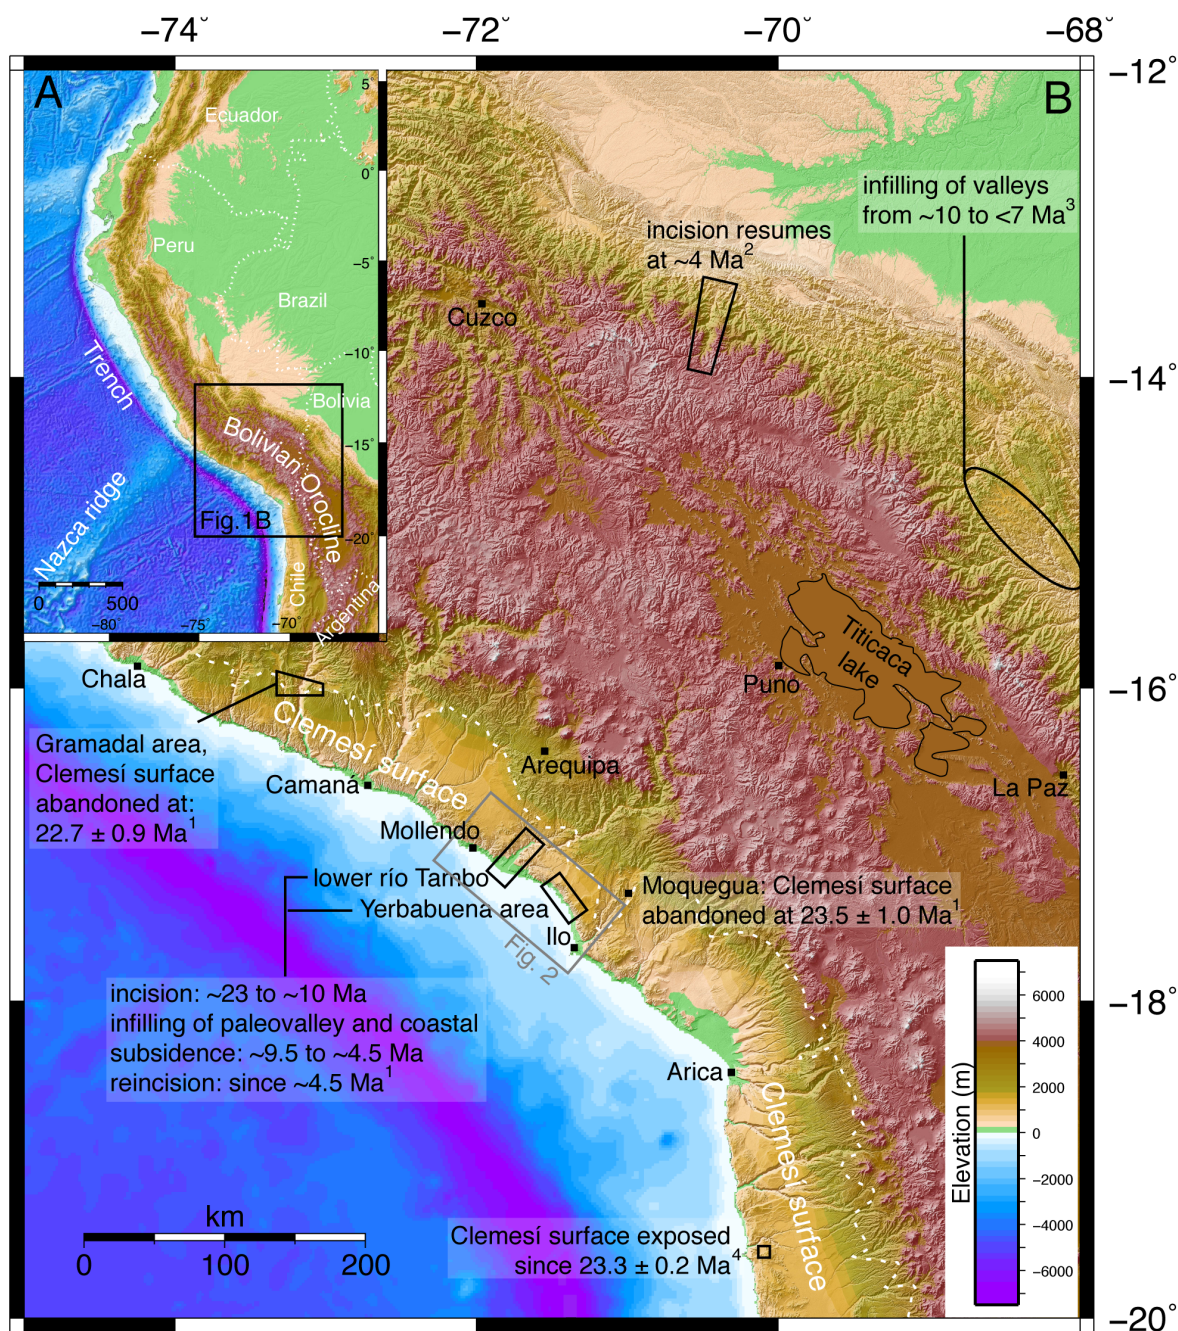 −74°
−72°
−70°
−68°
A
B
−12°
−14°
−16°
−18°
−20°
Ecuador
Peru
Brazil
Bolivia
Trench
Bolivian Orocline
Nazca ridge
Fig.1B
Chile
Argentina
5°
0°
−5°
−10°
−15°
−20°
0 500
−80°
−75°
−70°
infilling of valleys
from ~10 to <7 Ma³
incision resumes
at ~4 Ma²
Cuzco
Titicaca
lake
Puno
La Paz
Chala
Clemesí surface
Gramadal area,
Clemesí surface
abandoned at:
22.7 ± 0.9 Ma¹
Arequipa
Camaná
Mollendo
lower río Tambo
Yerbabuena area
Moquegua: Clemesí surface
abandoned at 23.5 ± 1.0 Ma¹
Ilo
Fig. 2
incision: ~23 to ~10 Ma
infilling of paleovalley and coastal
subsidence: ~9.5 to ~4.5 Ma
reincision: since ~4.5 Ma¹
Arica
Clemesí surface
km
0 100 200
Clemesí surface exposed
since 23.3 ± 0.2 Ma⁴
Elevation (m)
6000
4000
2000
0
−2000
−4000
−6000